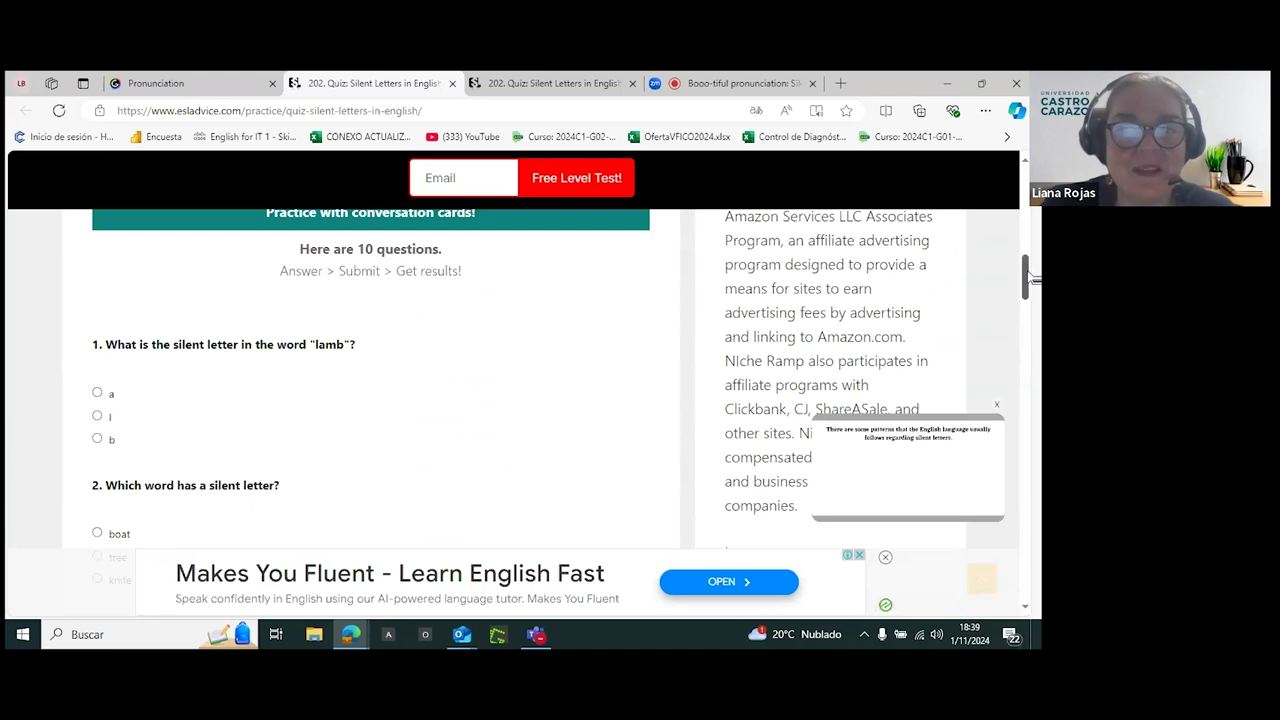 LB
Pronunciation
202. Quiz: Silent Letters in English
202. Quiz: Silent Letters in English
Booo-tiful pronunciation:
https://www.esladvice.com/practice/quiz-silent-letters-in-english/
Inicio de sesión - H...
Encuesta
English for IT 1 - Ski...
CONEXO ACTUALIZ...
(333) YouTube
Curso: 2024C1-G02-...
OfertaVFICO2024.xlsx
Control de Diagnóst...
Curso: 2024C1-G01-...
UNIVERSIDAD
CASTRO
CARAZO
Liana Rojas
Email
Free Level Test!
Practice with conversation cards!
Here are 10 questions.
Answer > Submit > Get results!
1. What is the silent letter in the word "lamb"?
a
l
b
2. Which word has a silent letter?
boat
tree
knife
Amazon Services LLC Associates
Program, an affiliate advertising
program designed to provide a
means for sites to earn
advertising fees by advertising
and linking to Amazon.com.
NIche Ramp also participates in
affiliate programs with
Clickbank, CJ, ShareASale, and
other sites. Ni
compensated
and business
companies.
X
There are some patterns that the English language usually
follows regarding silent letters.
Makes You Fluent - Learn English Fast
Speak confidently in English using our AI-powered language tutor. Makes You Fluent
OPEN >
Buscar
A
O
20°C Nublado
18:39
1/11/2024
22